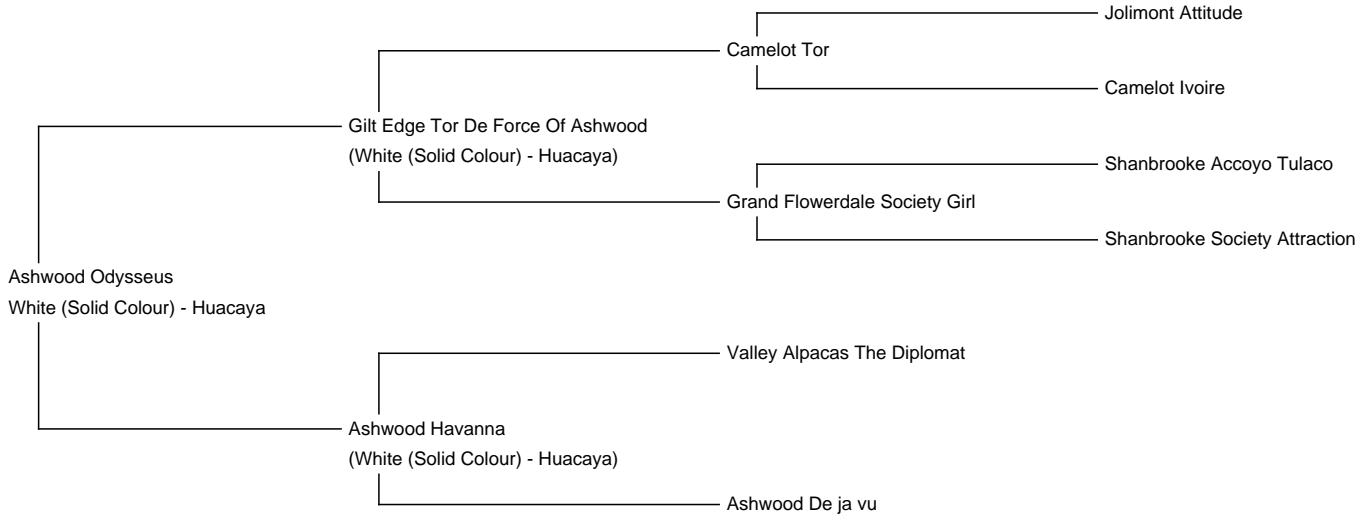 Jolimont Attitude
Camelot Tor
Camelot Ivoire
Gilt Edge Tor De Force Of Ashwood
(White (Solid Colour) - Huacaya)
Shanbrooke Accoyo Tulaco
Grand Flowerdale Society Girl
Shanbrooke Society Attraction
Ashwood Odysseus
White (Solid Colour) - Huacaya
Valley Alpacas The Diplomat
Ashwood Havanna
(White (Solid Colour) - Huacaya)
Ashwood De ja vu